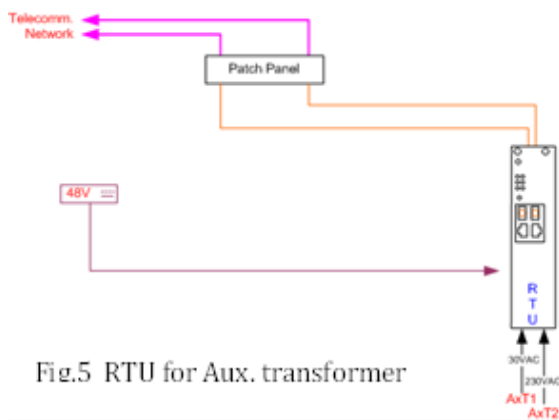 Telecomm.
Network
Patch Panel
48V
R
T
U
30VAC
230VAC
AxT1
AxT2
Fig.5 RTU for Aux. transformer